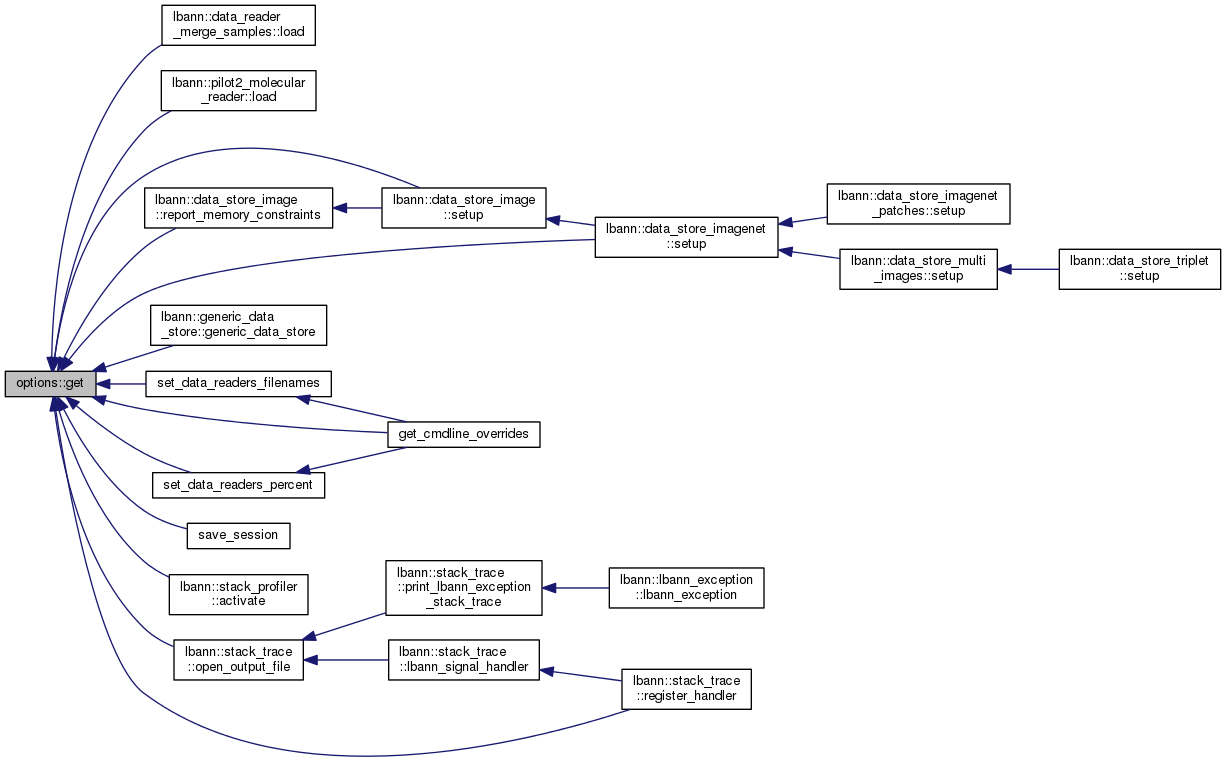 lbann::data_reader
_merge_samples::load
lbann::pilot2_molecular
_reader::load
lbann::data_store_image
::report_memory_constraints
lbann::data_store_image
::setup
lbann::data_store_imagenet
::setup
lbann::data_store_imagenet
_patches::setup
lbann::data_store_multi
_images::setup
lbann::data_store_triplet
::setup
lbann::generic_data
_store::generic_data_store
options::get
set_data_readers_filenames
get_cmdline_overrides
set_data_readers_percent
save_session
lbann::stack_profiler
::activate
lbann::stack_trace
::print_lbann_exception
_stack_trace
lbann::lbann_exception
::lbann_exception
lbann::stack_trace
::open_output_file
lbann::stack_trace
::lbann_signal_handler
lbann::stack_trace
::register_handler